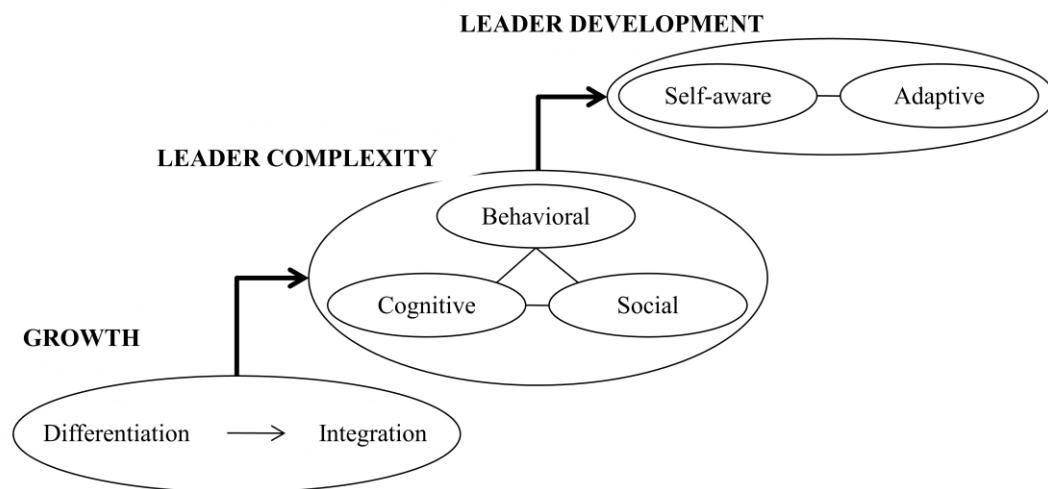 LEADER DEVELOPMENT
Self-aware Adaptive
LEADER COMPLEXITY
Behavioral
Cognitive Social
GROWTH
Differentiation Integration